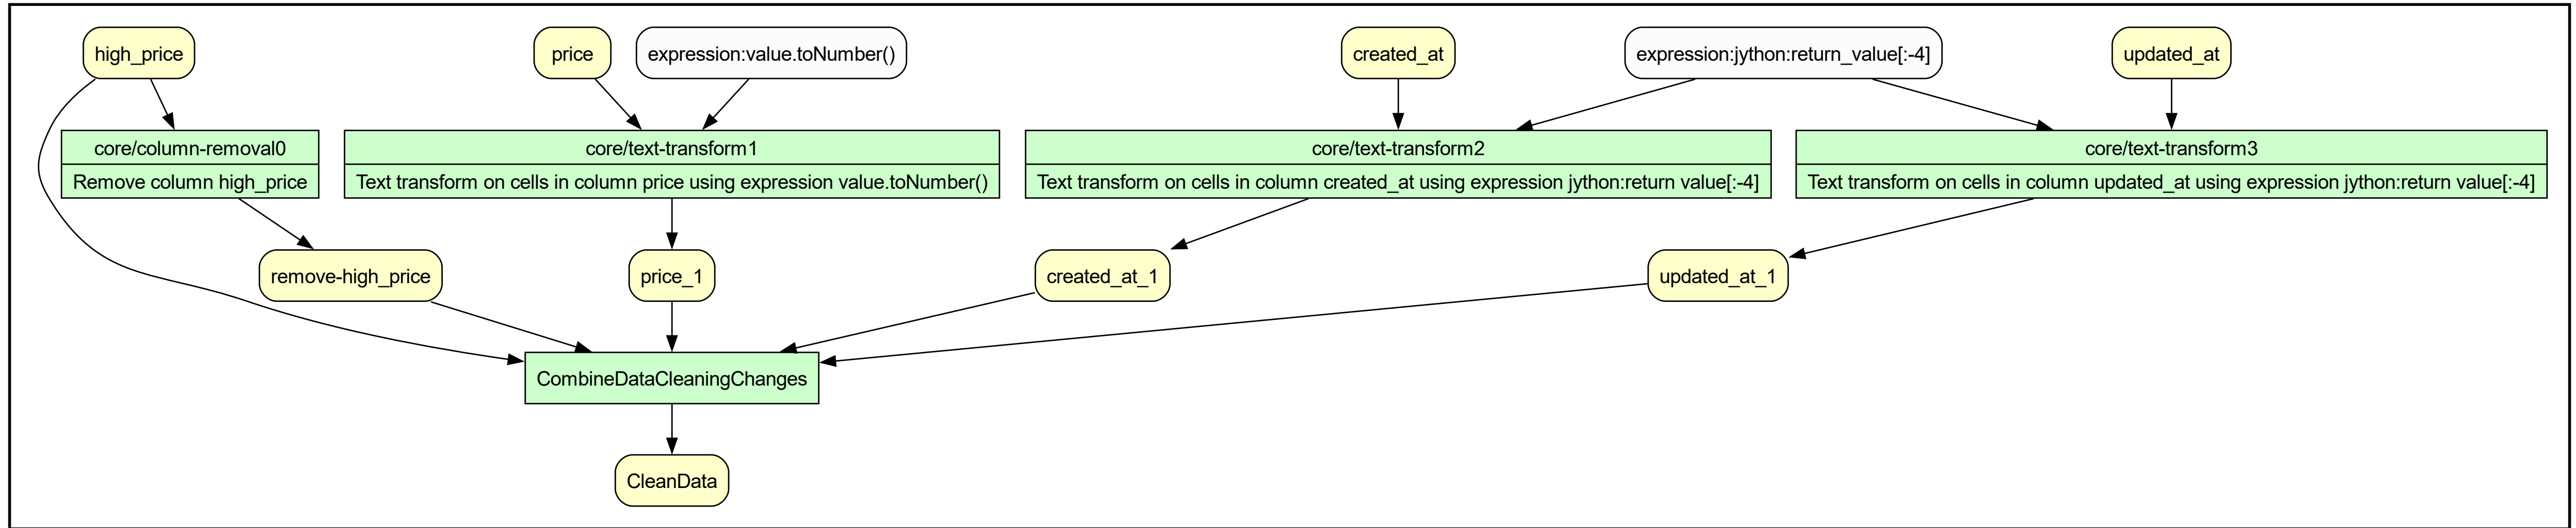 high_price
price
expression:value.toNumber()
created_at
expression:jython:return_value[:-4]
updated_at
core/column-removal0
Remove column high_price
core/text-transform1
Text transform on cells in column price using expression value.toNumber()
core/text-transform2
Text transform on cells in column created_at using expression jython:return value[:-4]
core/text-transform3
Text transform on cells in column updated_at using expression jython:return value[:-4]
remove-high_price
price_1
created_at_1
updated_at_1
CombineDataCleaningChanges
CleanData